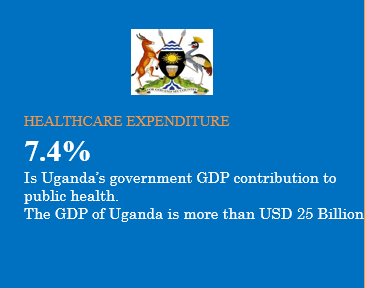 HEALTHCARE EXPENDITURE
7.4%
Is Uganda's government GDP contribution to
public health.
The GDP of Uganda is more than USD 25 Billion